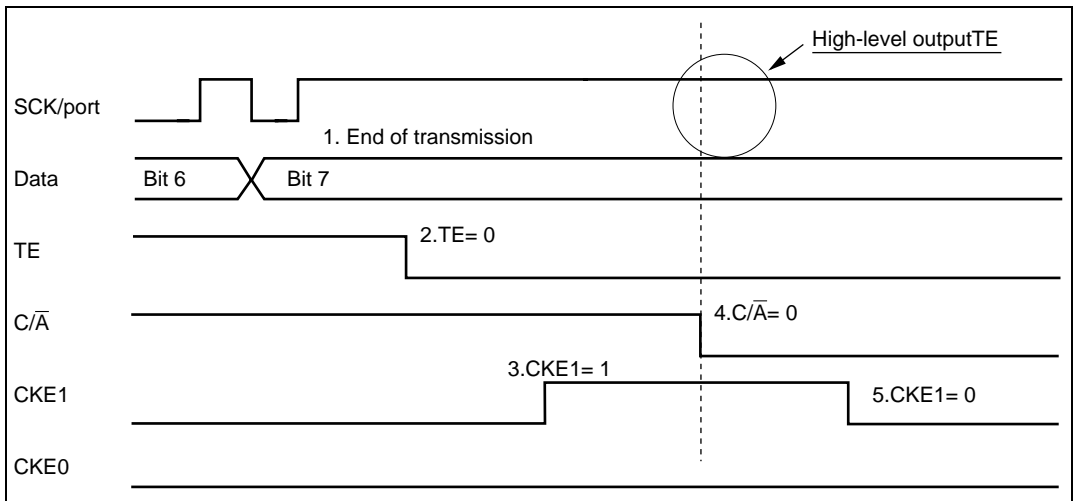 High-level outputTE
SCK/port
1. End of transmission
Data
Bit 6
Bit 7
TE
2.TE= 0
C/A̅
4.C/A̅= 0
3.CKE1= 1
CKE1
5.CKE1= 0
CKE0